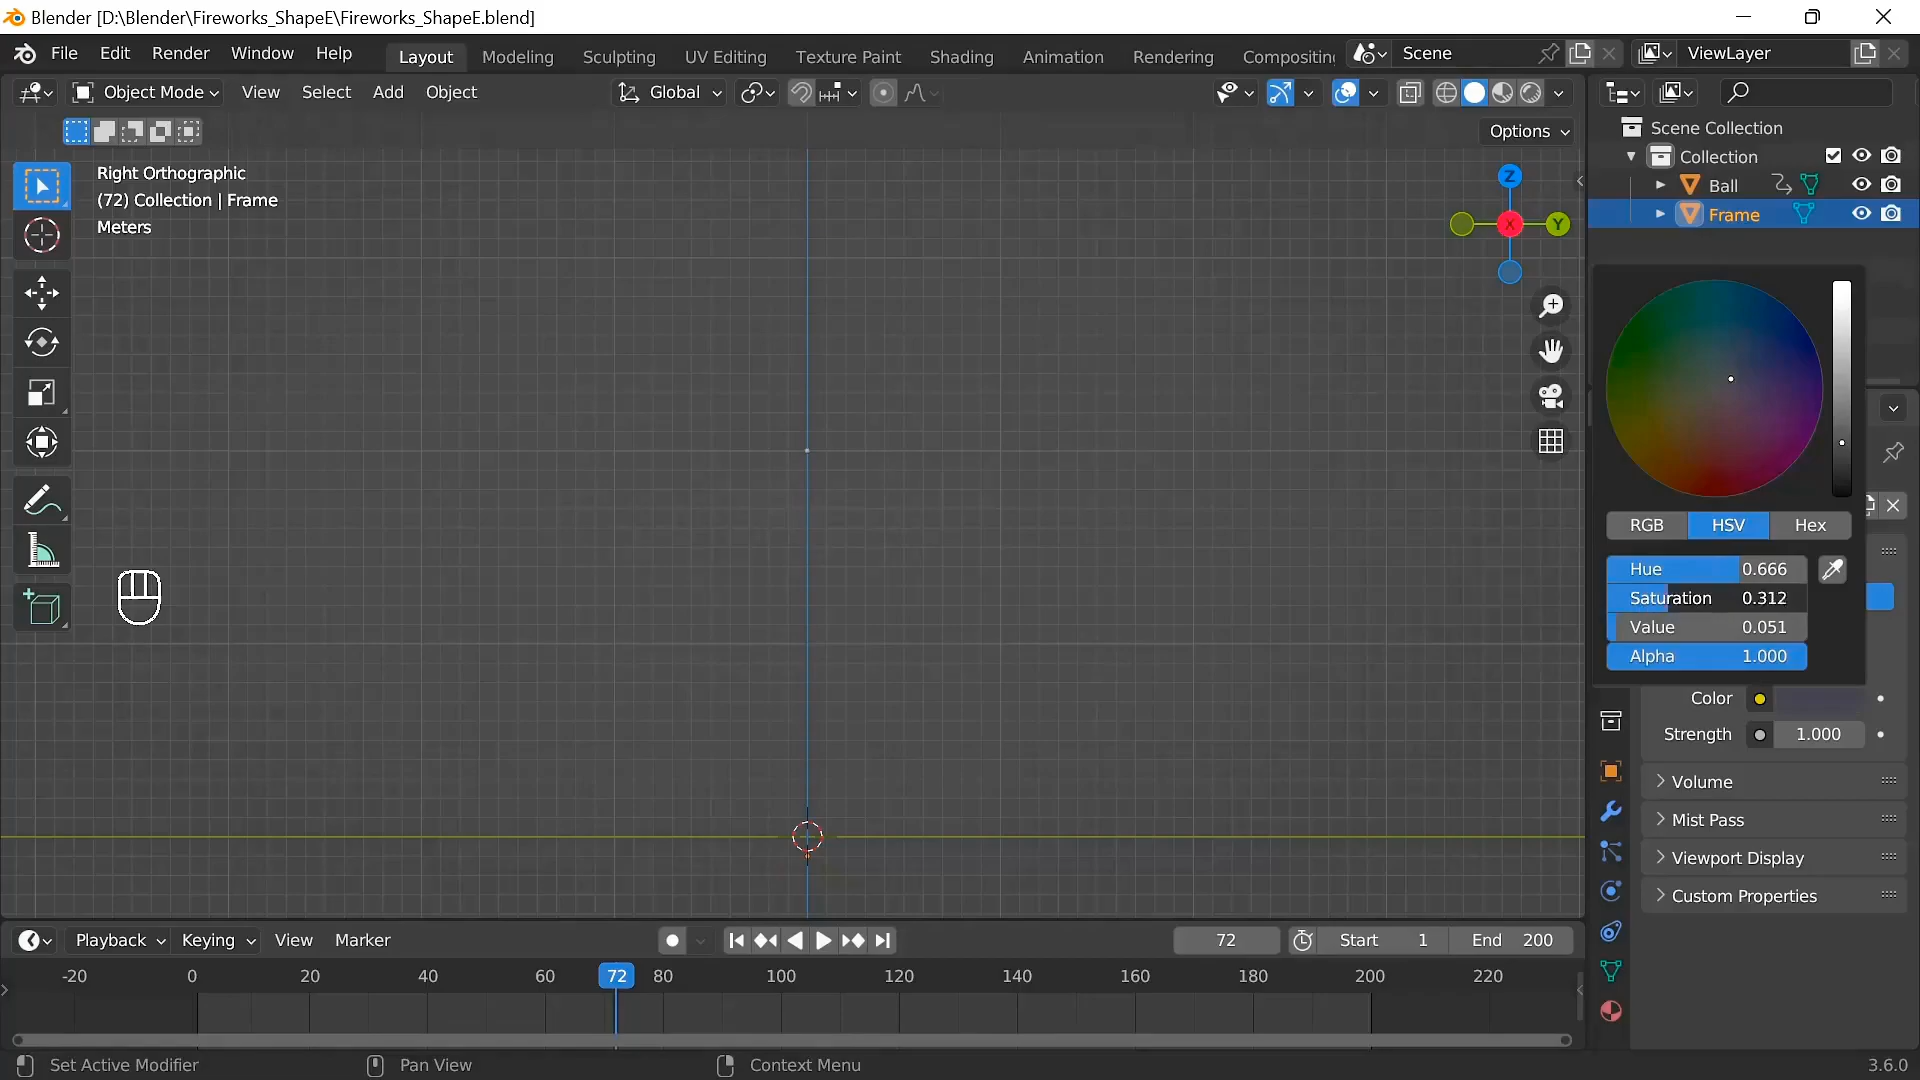 Blender [D:\Blender\Fireworks_ShapeE\Fireworks_ShapeE.blend]
File Edit Render Window Help Layout Modeling Sculpting UV Editing Texture Paint Shading Animation Rendering Compositing Scene ViewLayer
Object Mode View Select Add Object Global
Options
Right Orthographic
(72) Collection | Frame
Meters
Z
X
Y
Scene Collection
Collection
Ball
Frame
RGB HSV Hex
Hue 0.666
Saturation 0.312
Value 0.051
Alpha 1.000
Color
Strength 1.000
Volume
Mist Pass
Viewport Display
Custom Properties
Playback Keying View Marker 72 Start 1 End 200
-20 0 20 40 60 72 80 100 120 140 160 180 200 220
Set Active Modifier Pan View Context Menu 3.6.0